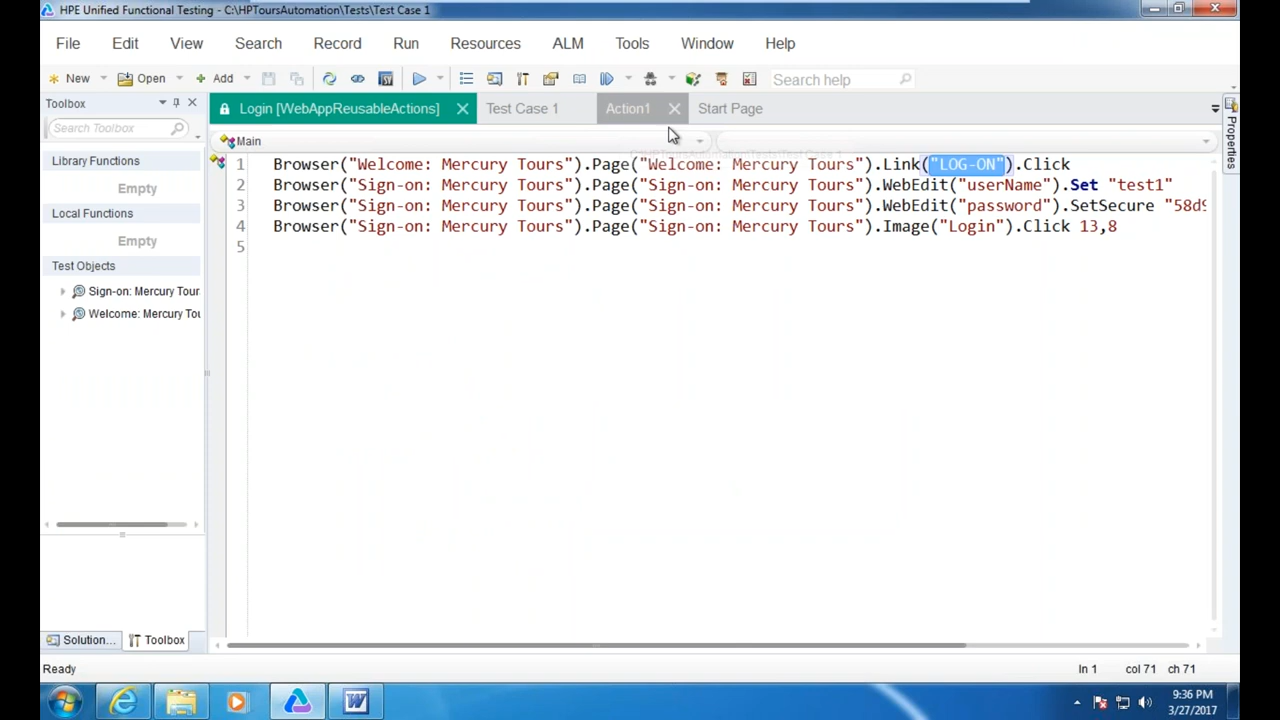 HPE Unified Functional Testing - C:\HPToursAutomation\Tests\Test Case 1
File Edit View Search Record Run Resources ALM Tools Window Help
New Open Add Search help
Toolbox
Login [WebAppReusableActions] Test Case 1 Action1 Start Page
Search Toolbox
Properties
Main
Library Functions
Empty
Local Functions
Empty
Test Objects
Sign-on: Mercury Tour
Welcome: Mercury Tou
1 Browser("Welcome: Mercury Tours").Page("Welcome: Mercury Tours").Link("LOG-ON").Click
2 Browser("Sign-on: Mercury Tours").Page("Sign-on: Mercury Tours").WebEdit("userName").Set "test1"
3 Browser("Sign-on: Mercury Tours").Page("Sign-on: Mercury Tours").WebEdit("password").SetSecure "58d9
4 Browser("Sign-on: Mercury Tours").Page("Sign-on: Mercury Tours").Image("Login").Click 13,8
5
Solution... Toolbox
Ready ln 1 col 71 ch 71
9:36 PM
3/27/2017